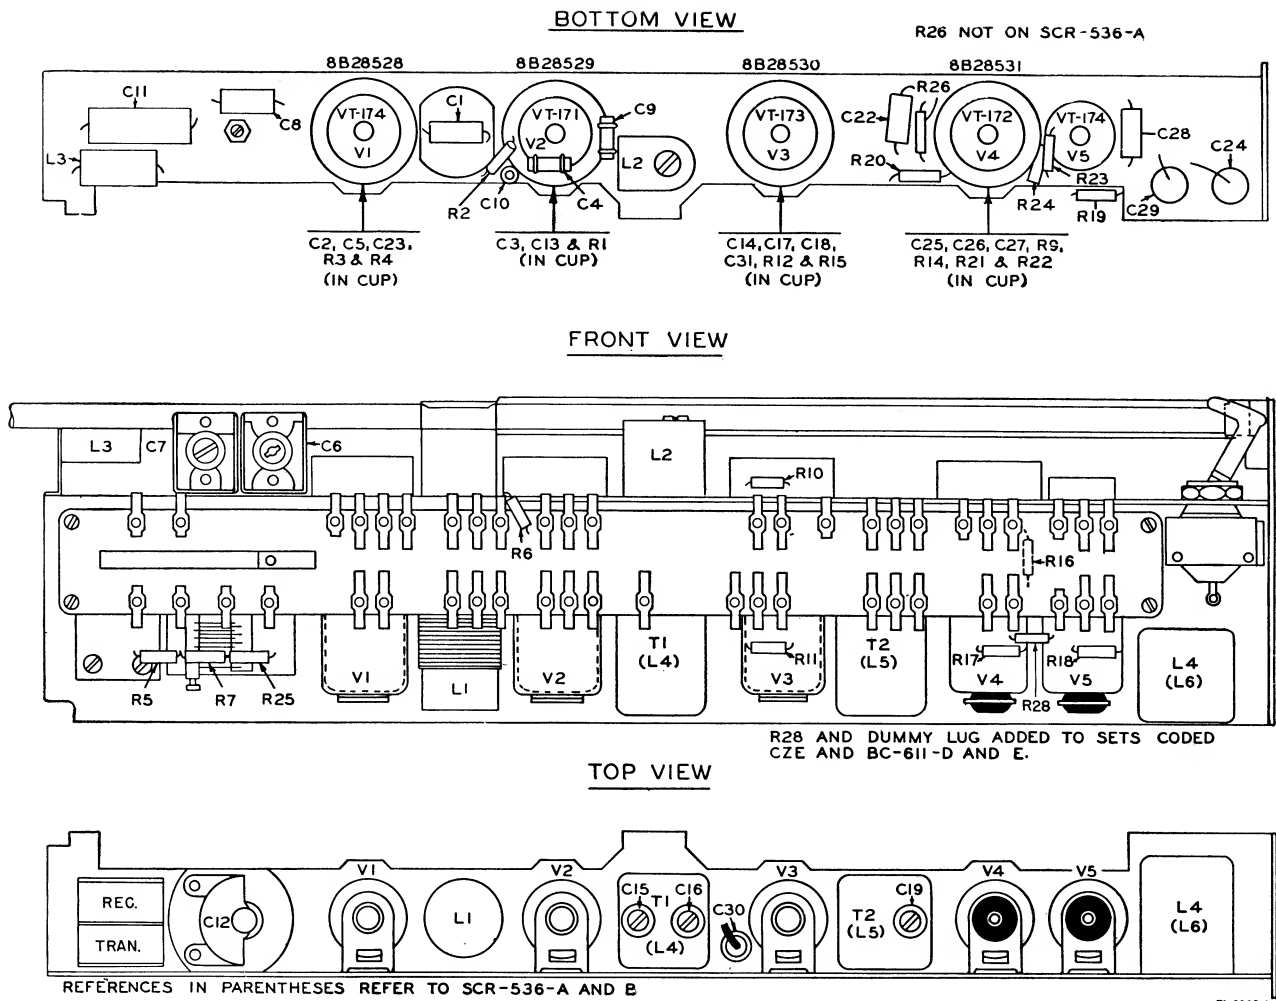 BOTTOM VIEW
R26 NOT ON SCR-536-A
8B28528
8B28529
8B28530
8B28531
C11
C8
C1
C9
C22
R26
C28
C24
L3
VT-174
V1
VT-171
V2
L2
VT-173
V3
VT-172
V4
VT-174
V5
R20
R2
C10
C4
R24
R23
R19
C29
C2, C5, C23,
R3 & R4
(IN CUP)
C3, C13 & R1
(IN CUP)
C14, C17, C18,
C31, R12 & R15
(IN CUP)
C25, C26, C27, R9,
R14, R21 & R22
(IN CUP)
FRONT VIEW
L3
C7
C6
L2
R10
R6
R16
R5
R7
R25
V1
L1
V2
T1
(L4)
R11
V3
T2
(L5)
R17
V4
R28
R18
V5
L4
(L6)
R28 AND DUMMY LUG ADDED TO SETS CODED
CZE AND BC-611-D AND E.
TOP VIEW
REC.
TRAN.
C12
V1
L1
V2
C15
C16
T1
(L4)
C30
V3
T2
(L5)
C19
V4
V5
L4
(L6)
REFERENCES IN PARENTHESES REFER TO SCR-536-A AND B